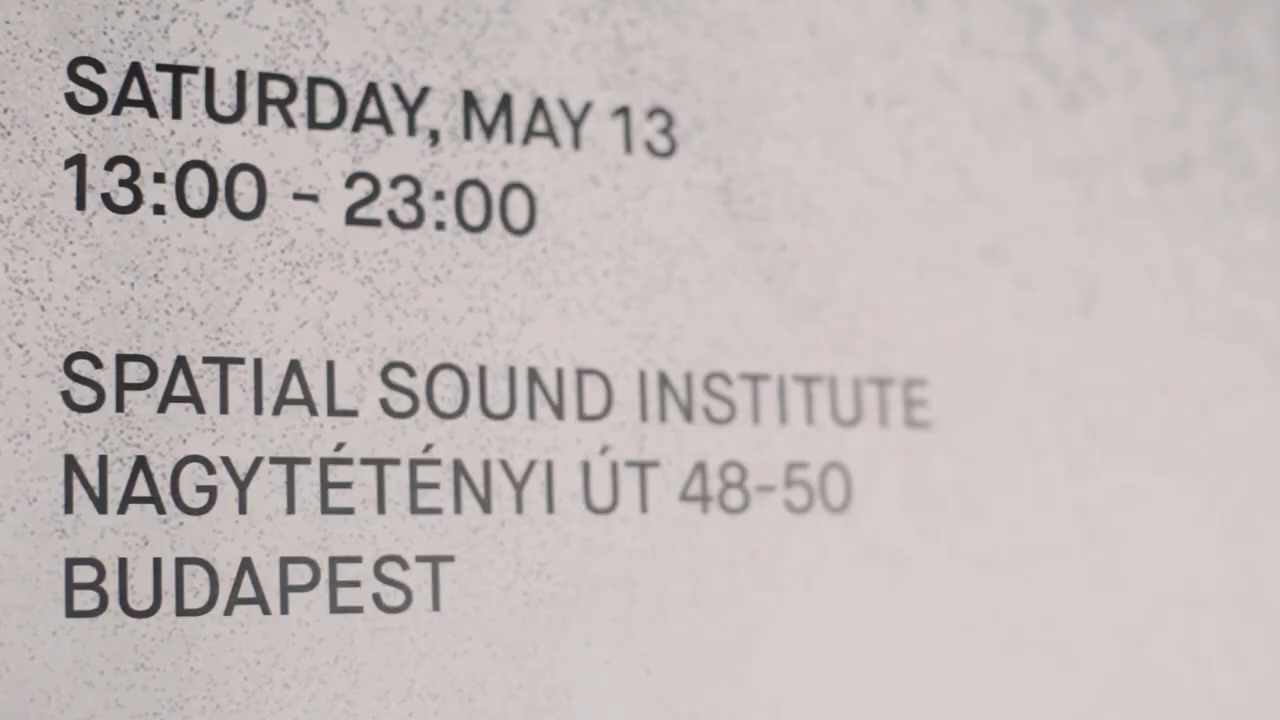 SATURDAY, MAY 13
13:00 - 23:00
SPATIAL SOUND INSTITUTE
NAGYTÉTÉNYI ÚT 48-50
BUDAPEST